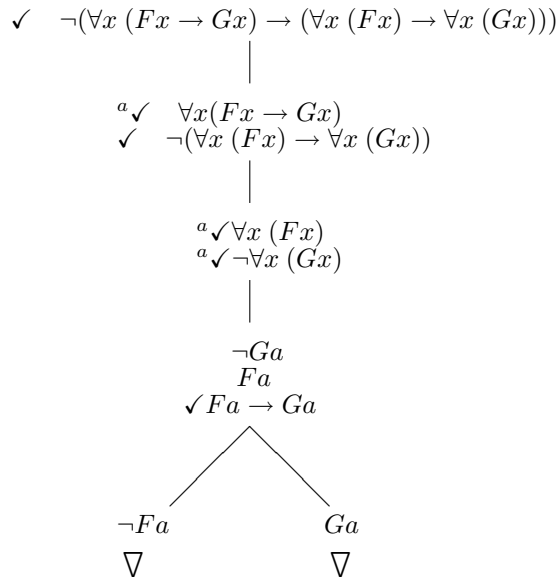 ✓ ¬(∀x (Fx → Gx) → (∀x (Fx) → ∀x (Gx)))
a✓ ∀x(Fx → Gx)
✓ ¬(∀x (Fx) → ∀x (Gx))
a✓∀x (Fx)
a✓¬∀x (Gx)
¬Ga
Fa
✓Fa → Ga
¬Fa Ga
∇ ∇